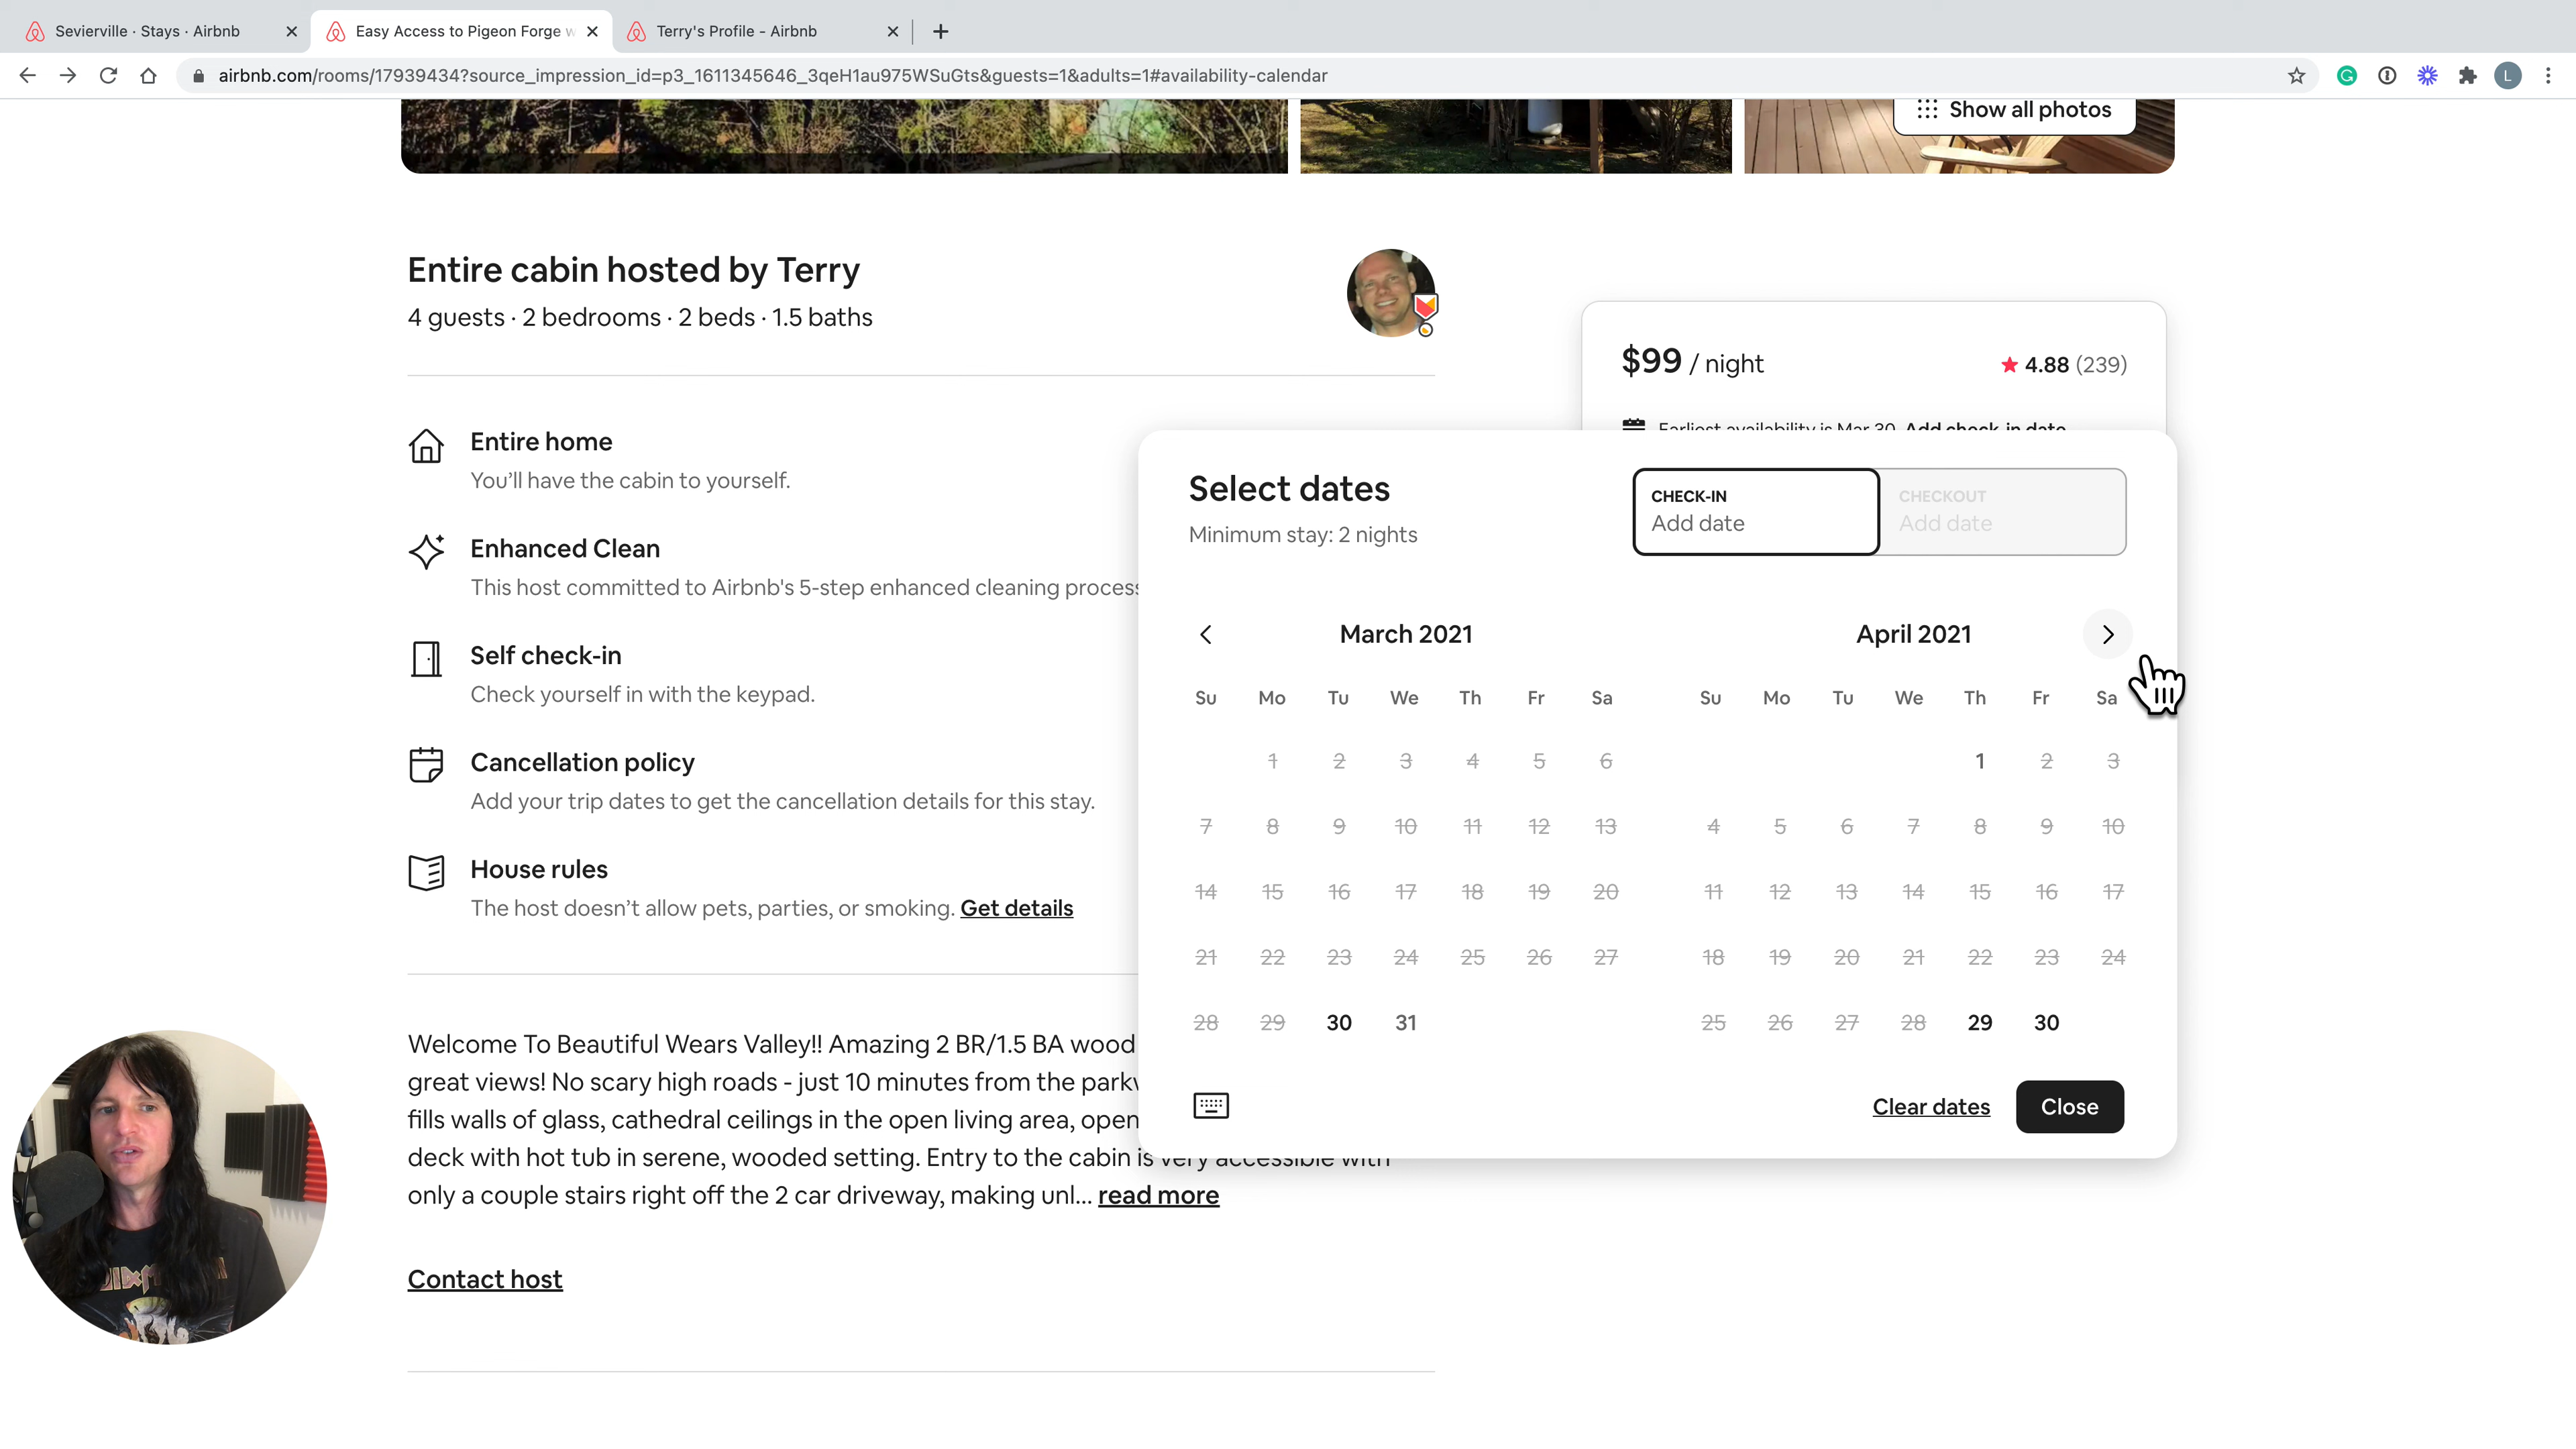 Sevierville · Stays · Airbnb
Easy Access to Pigeon Forge w
Terry's Profile - Airbnb
airbnb.com/rooms/17939434?source_impression_id=p3_1611345646_3qeH1au975WSuGts&guests=1&adults=1#availability-calendar
L
Show all photos
Entire cabin hosted by Terry
4 guests · 2 bedrooms · 2 beds · 1.5 baths
$99 / night
4.88 (239)
Earliest availability is Mar 30. Add check-in date
Entire home
You'll have the cabin to yourself.
Enhanced Clean
This host committed to Airbnb's 5-step enhanced cleaning process
Self check-in
Check yourself in with the keypad.
Cancellation policy
Add your trip dates to get the cancellation details for this stay.
House rules
The host doesn't allow pets, parties, or smoking. Get details
Select dates
Minimum stay: 2 nights
CHECK-IN
Add date
CHECKOUT
Add date
March 2021
Su Mo Tu We Th Fr Sa
1 2 3 4 5 6
7 8 9 10 11 12 13
14 15 16 17 18 19 20
21 22 23 24 25 26 27
28 29 30 31
April 2021
Su Mo Tu We Th Fr Sa
1 2 3
4 5 6 7 8 9 10
11 12 13 14 15 16 17
18 19 20 21 22 23 24
25 26 27 28 29 30
Clear dates
Close
Welcome To Beautiful Wears Valley!! Amazing 2 BR/1.5 BA wood
great views! No scary high roads - just 10 minutes from the parkw
fills walls of glass, cathedral ceilings in the open living area, open
deck with hot tub in serene, wooded setting. Entry to the cabin is very accessible with
only a couple stairs right off the 2 car driveway, making unl... read more
Contact host